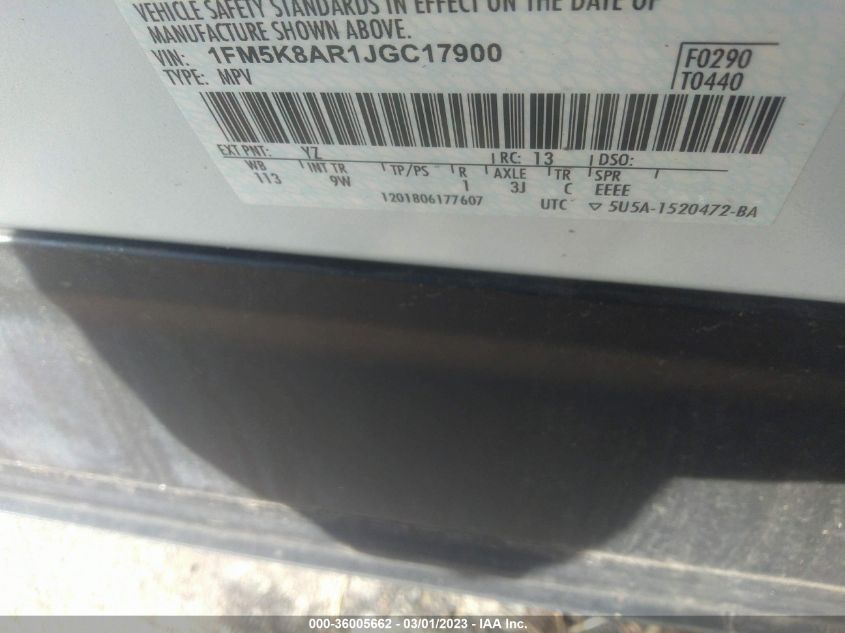 VEHICLE SAFETY STANDARDS IN EFFECT ON THE DATE OF
MANUFACTURE SHOWN ABOVE.
VIN: 1FM5K8AR1JGC17900
TYPE: MPV
F0290
T0440
EXT PNT: YZ RC: 13 DSO:
WB INT TR TP/PS R AXLE TR SPR
113 9W 1 3J C EEEE
1201806177607 UTC ▽ 5U5A-1520472-BA
000-36005662 - 03/01/2023 - IAA Inc.